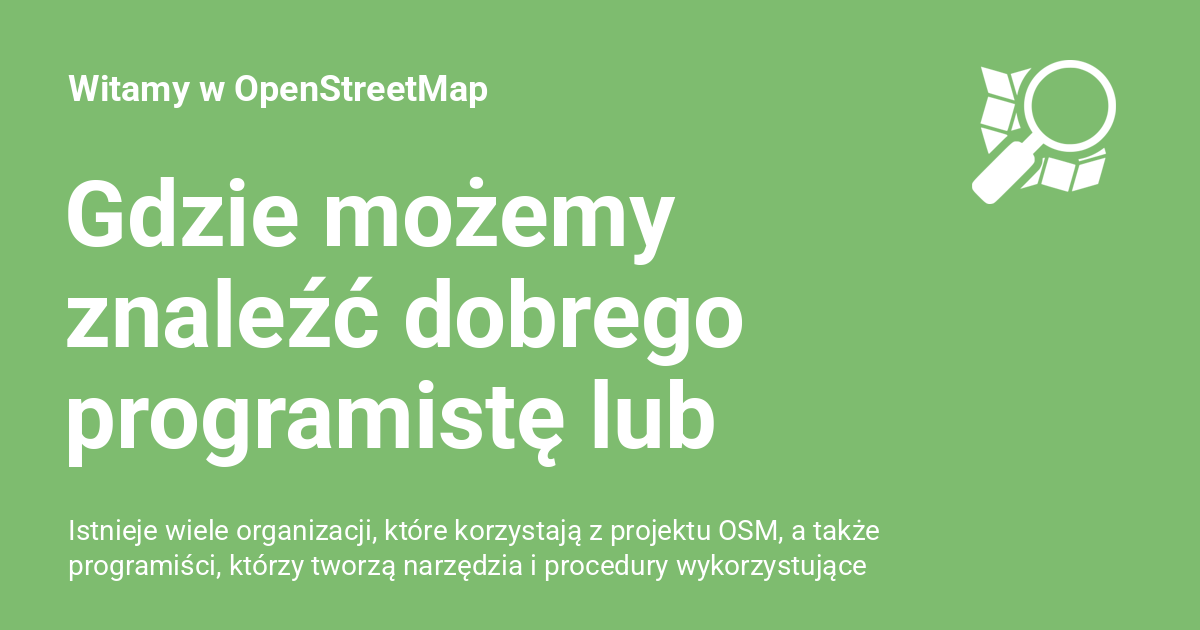 Witamy w OpenStreetMap
Gdzie możemy
znaleźć dobrego
programistę lub
Istnieje wiele organizacji, które korzystają z projektu OSM, a także
programiści, którzy tworzą narzędzia i procedury wykorzystujące